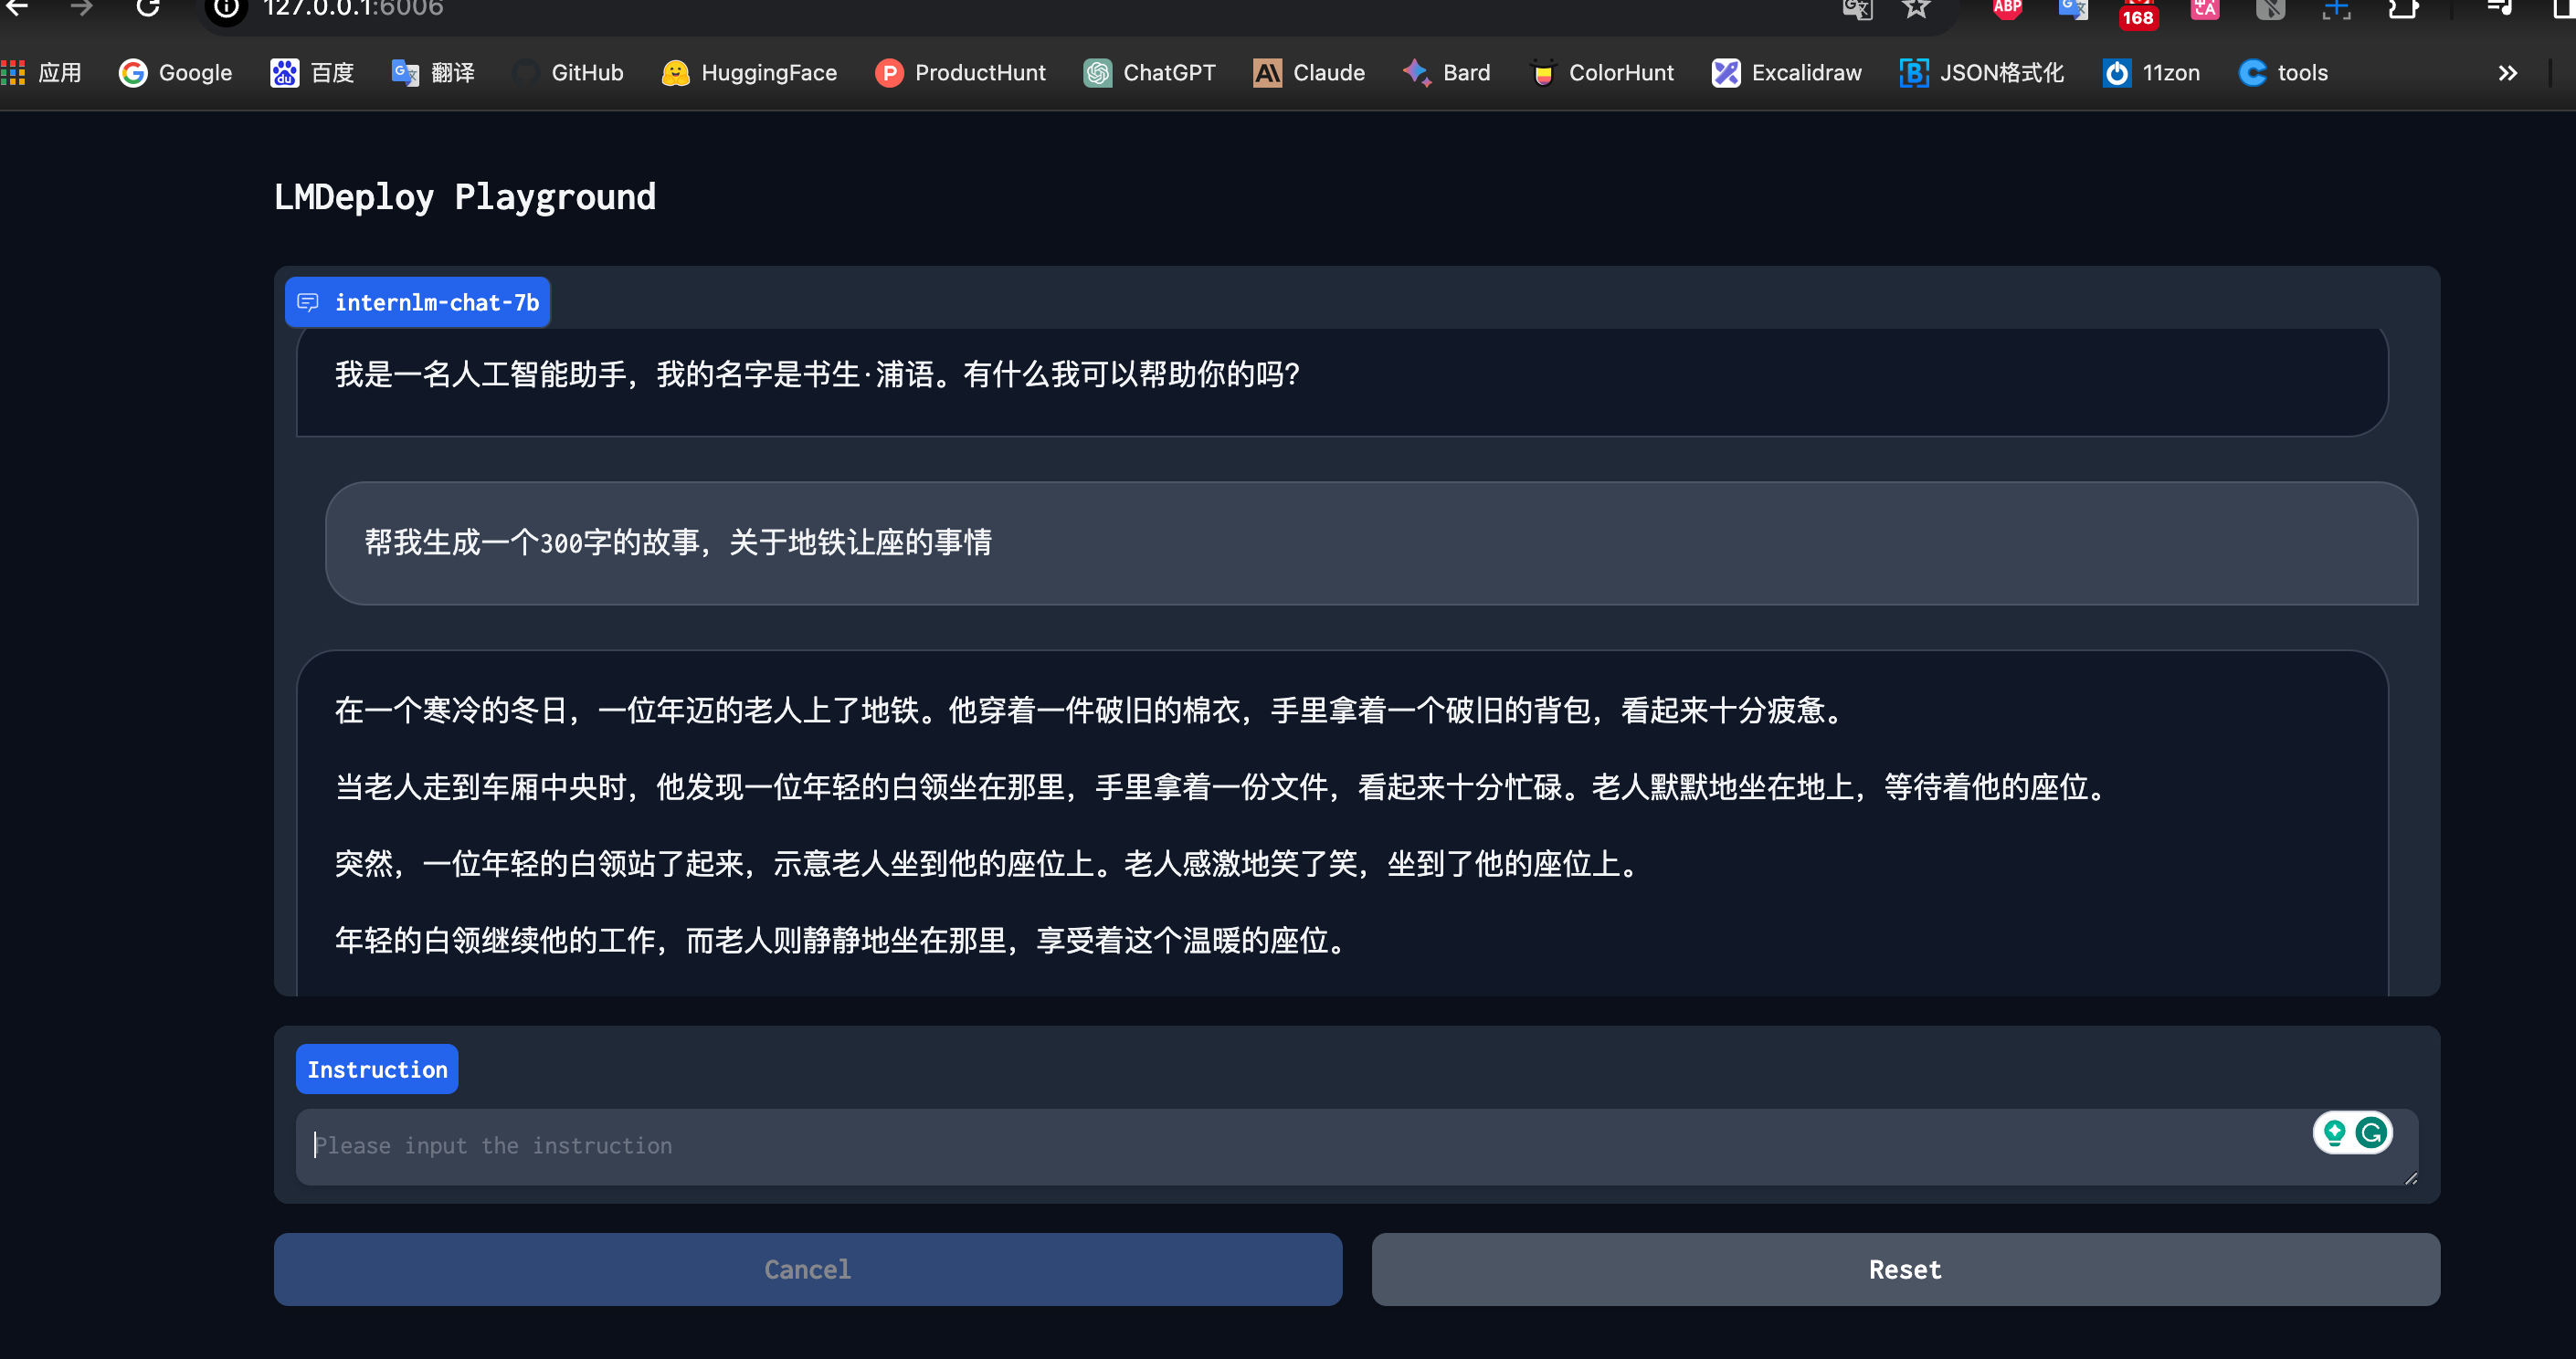 127.0.0.1:6006
ABP
168
应用 Google 百度 翻译 GitHub HuggingFace ProductHunt ChatGPT Claude Bard ColorHunt Excalidraw JSON格式化 11zon tools
LMDeploy Playground
internlm-chat-7b
我是一名人工智能助手，我的名字是书生·浦语。有什么我可以帮助你的吗？
帮我生成一个300字的故事，关于地铁让座的事情
在一个寒冷的冬日，一位年迈的老人上了地铁。他穿着一件破旧的棉衣，手里拿着一个破旧的背包，看起来十分疲惫。
当老人走到车厢中央时，他发现一位年轻的白领坐在那里，手里拿着一份文件，看起来十分忙碌。老人默默地坐在地上，等待着他的座位。
突然，一位年轻的白领站了起来，示意老人坐到他的座位上。老人感激地笑了笑，坐到了他的座位上。
年轻的白领继续他的工作，而老人则静静地坐在那里，享受着这个温暖的座位。
Instruction
Please input the instruction
Cancel Reset